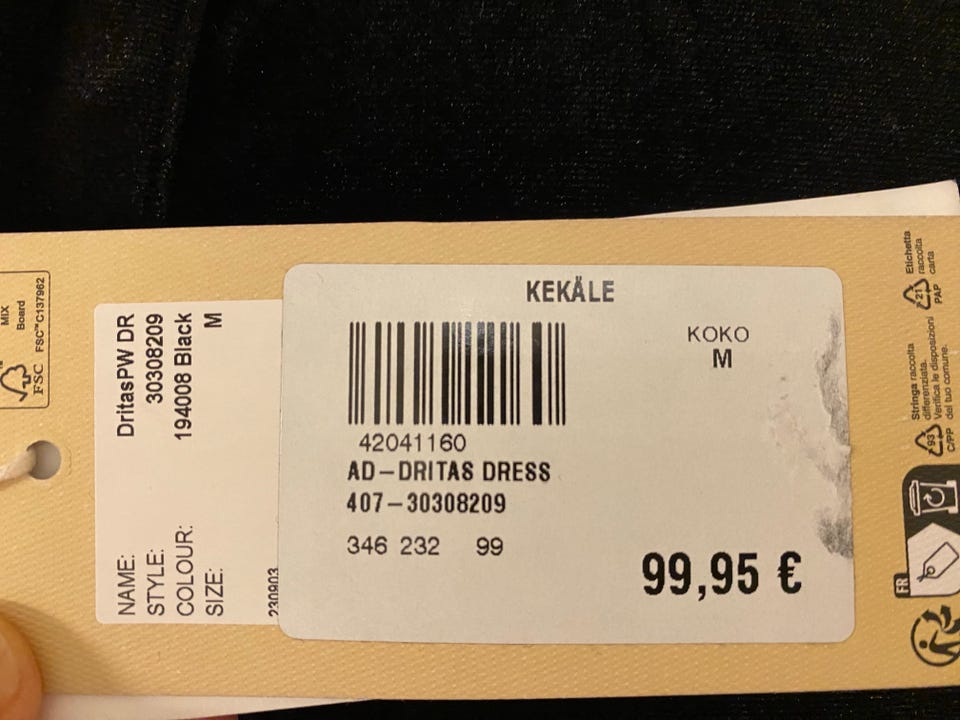 MIX
Board
FSC™ C137962
FSC
NAME: DritasPW DR
STYLE: 30308209
COLOUR: 194008 Black
SIZE: M
230903
KEKÄLE
KOKO
M
42041160
AD-DRITAS DRESS
407-30308209
346 232 99
99,95 €
21
PAP
Etichetta
raccolta
carta
93
C/PP
Stringa raccolta
differenziata.
Verifica le disposizioni
del tuo comune.
FR